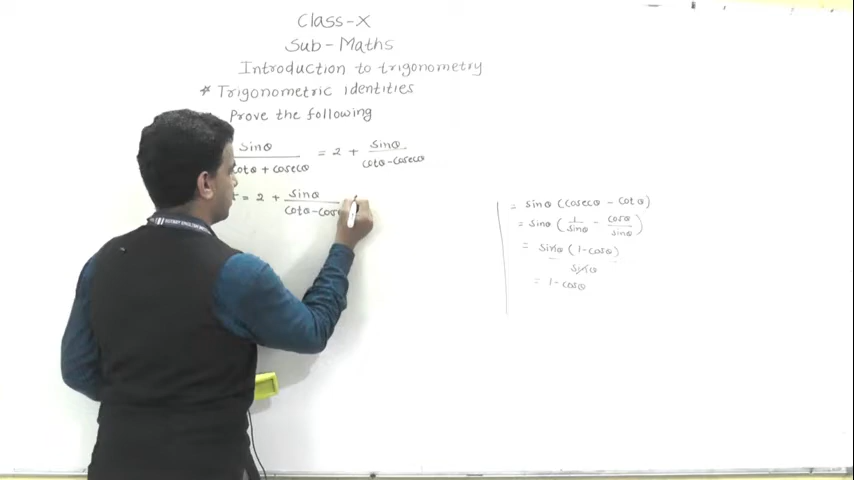 Class-X
Sub-Maths
Introduction to trigonometry
* Trigonometric identities
Prove the following
sinθ / cotθ + cosecθ = 2 + sinθ / cotθ - cosecθ
= 2 + sinθ / cotθ -
= sinθ (cosecθ - cotθ)
= sinθ (1/sinθ - cosθ/sinθ)
= sinθ (1-cosθ) / sinθ
= 1-cosθ